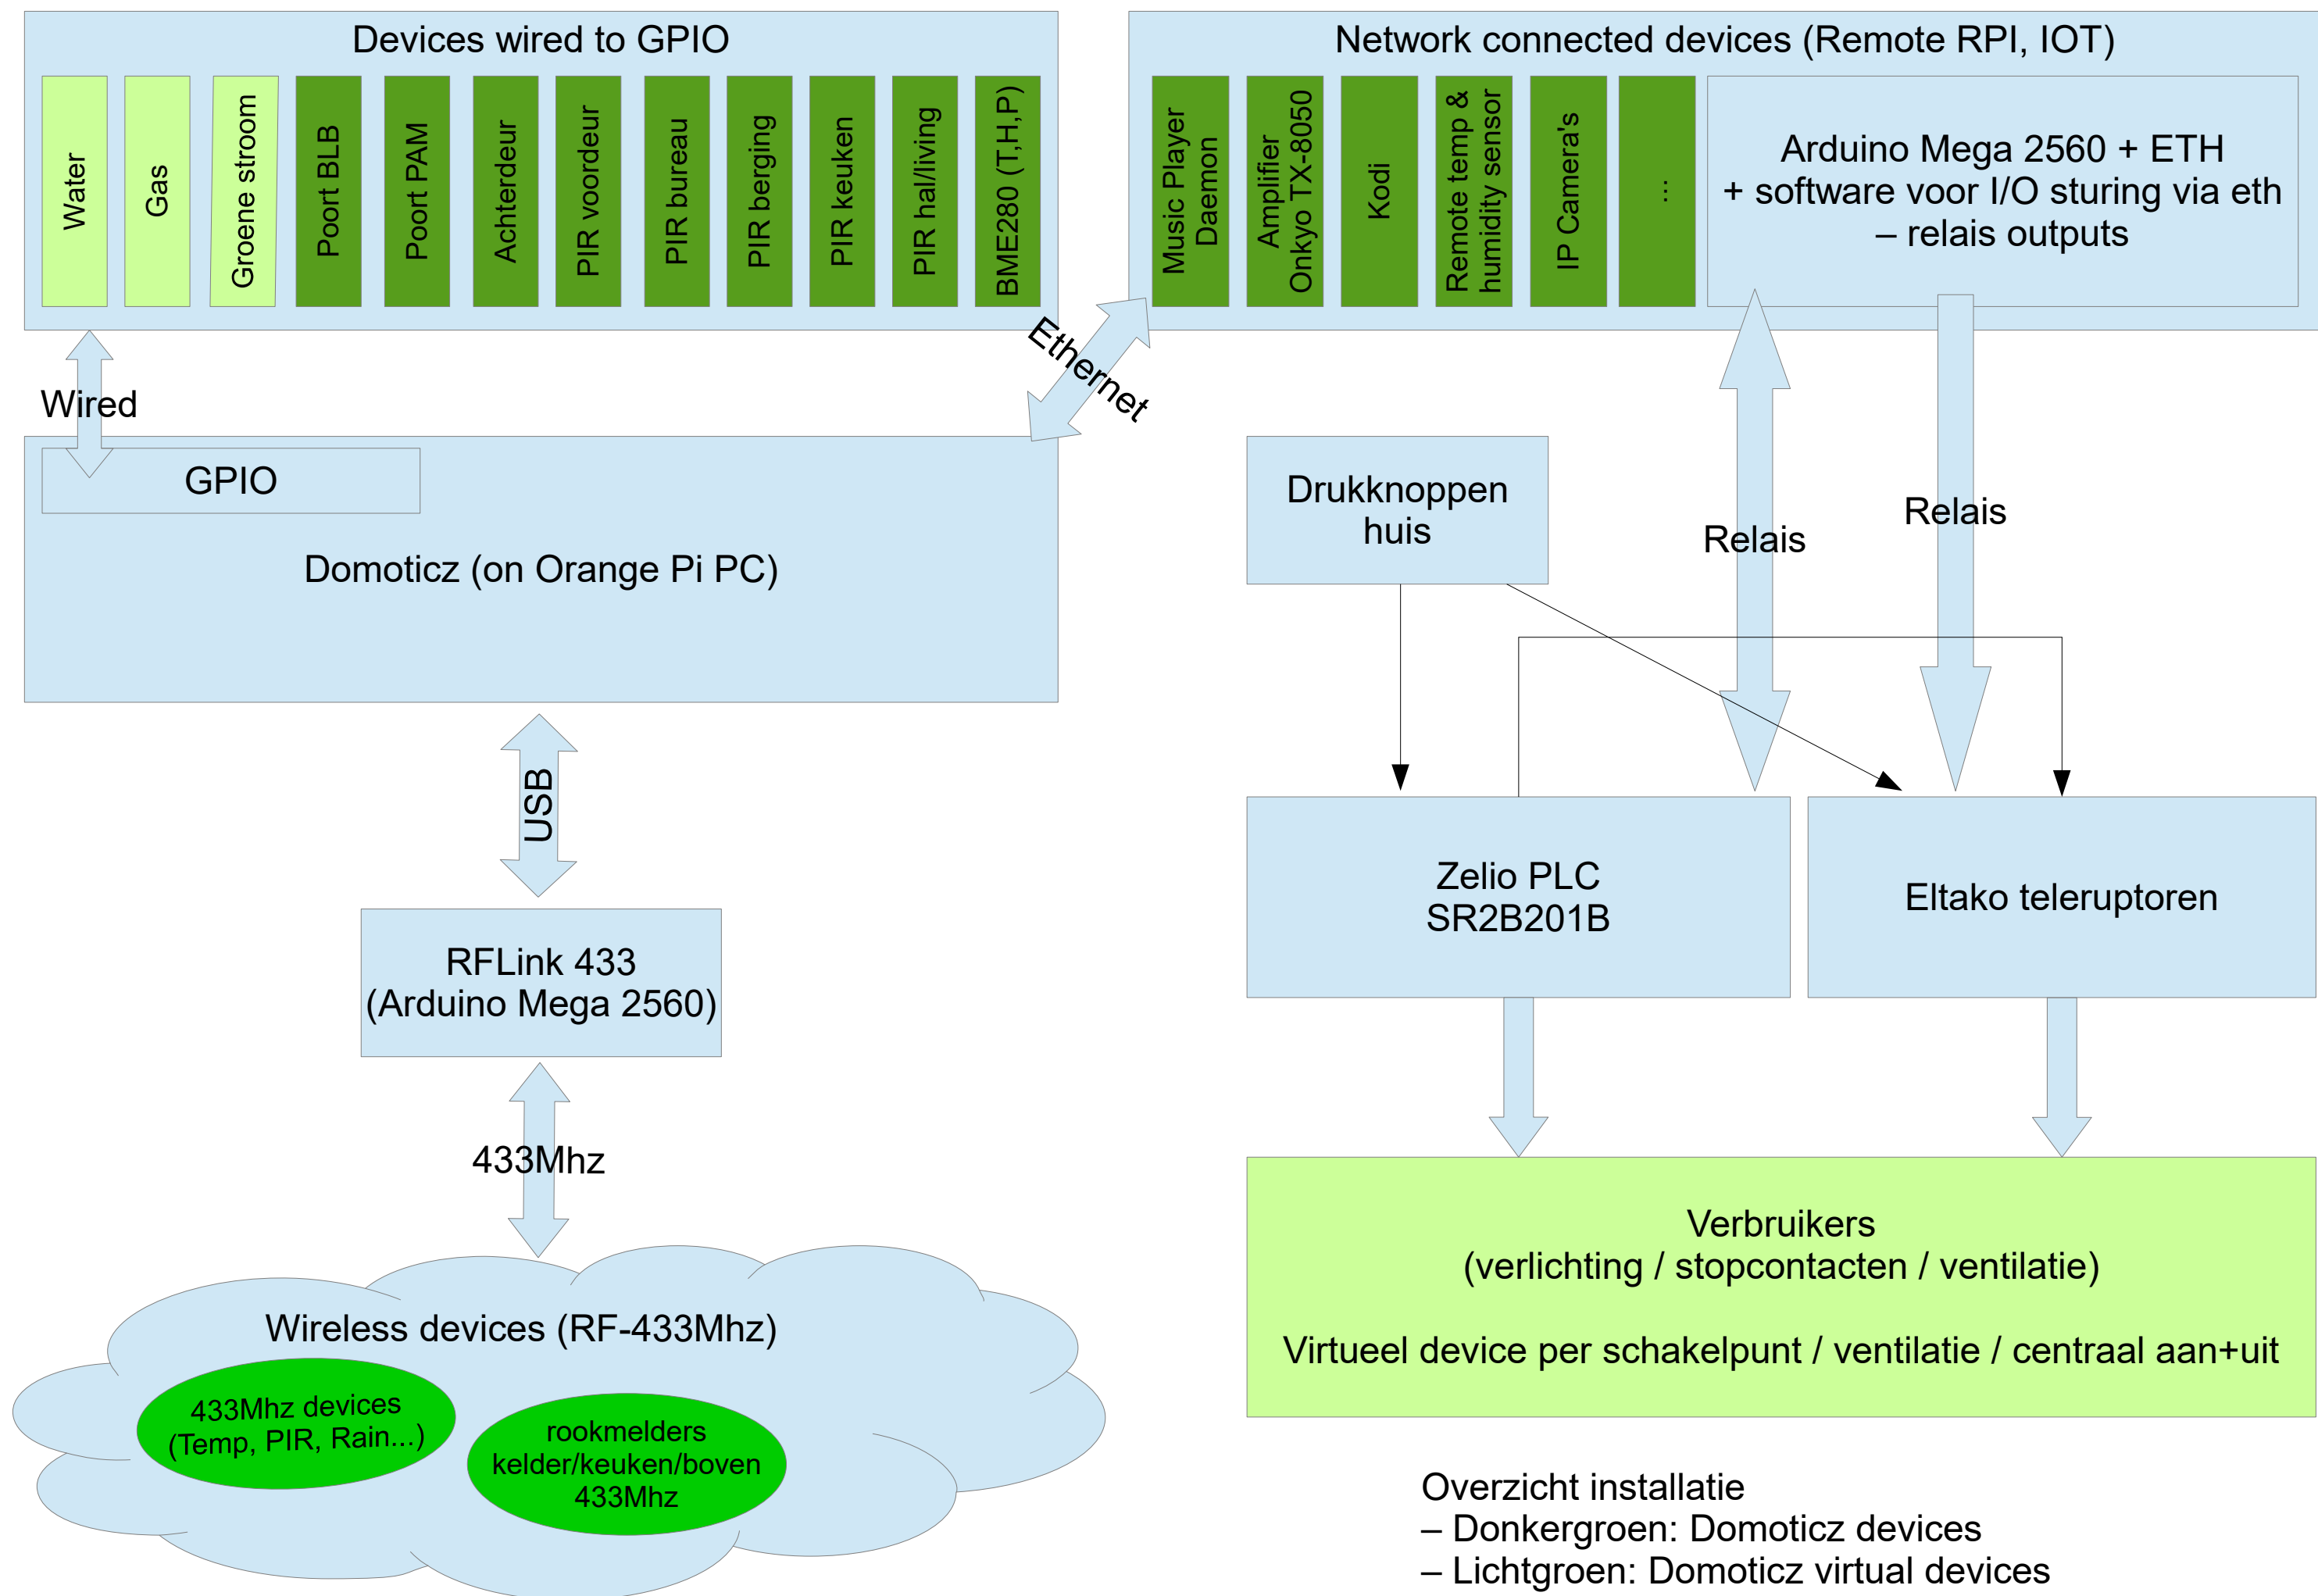 Devices wired to GPIO
Water
Gas
Groene stroom
Poort BLB
Poort PAM
Achterdeur
PIR voordeur
PIR bureau
PIR berging
PIR keuken
PIR hal/living
BME280 (T,H,P)
Network connected devices (Remote RPI, IOT)
Music Player
Daemon
Amplifier
Onkyo TX-8050
Kodi
Remote temp &
humidity sensor
IP Camera's
...
Arduino Mega 2560 + ETH
+ software voor I/O sturing via eth
– relais outputs
Wired
Ethernet
GPIO
Domoticz (on Orange Pi PC)
Drukknoppen
huis
Relais
Relais
USB
Zelio PLC
SR2B201B
Eltako teleruptoren
RFLink 433
(Arduino Mega 2560)
433Mhz
Wireless devices (RF-433Mhz)
433Mhz devices
(Temp, PIR, Rain...)
rookmelders
kelder/keuken/boven
433Mhz
Verbruikers
(verlichting / stopcontacten / ventilatie)
Virtueel device per schakelpunt / ventilatie / centraal aan+uit
Overzicht installatie
– Donkergroen: Domoticz devices
– Lichtgroen: Domoticz virtual devices